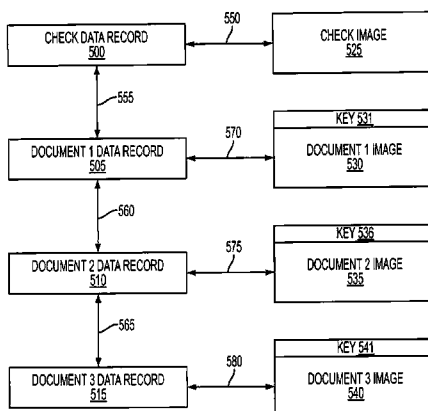 CHECK DATA RECORD
500
550
CHECK IMAGE
525
555
KEY 531
DOCUMENT 1 DATA RECORD
505
570
DOCUMENT 1 IMAGE
530
560
KEY 536
DOCUMENT 2 DATA RECORD
510
575
DOCUMENT 2 IMAGE
535
565
KEY 541
DOCUMENT 3 DATA RECORD
515
580
DOCUMENT 3 IMAGE
540